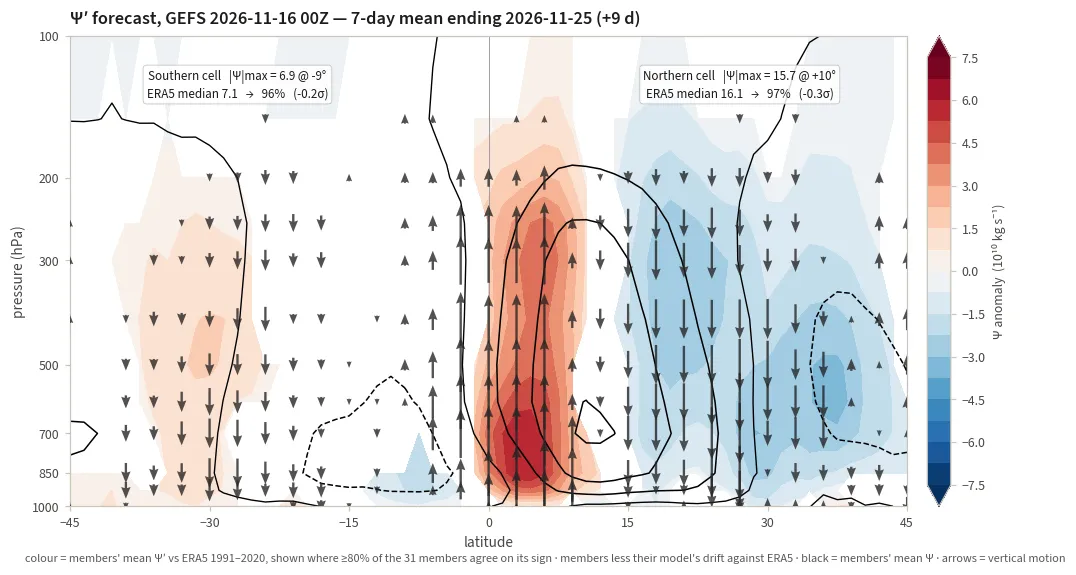 Ψ′ forecast, GEFS 2026-11-16 00Z — 7-day mean ending 2026-11-25 (+9 d)
Southern cell |Ψ|max = 6.9 @ -9°
ERA5 median 7.1 → 96% (-0.2σ)
Northern cell |Ψ|max = 15.7 @ +10°
ERA5 median 16.1 → 97% (-0.3σ)
pressure (hPa)
100
200
300
400
500
700
850
1000
−45
−30
−15
0
15
30
45
latitude
7.5
6.0
4.5
3.0
1.5
0.0
−1.5
−3.0
−4.5
−6.0
−7.5
Ψ anomaly (10¹⁰ kg s⁻¹)
colour = members' mean Ψ′ vs ERA5 1991–2020, shown where ≥80% of the 31 members agree on its sign · members less their model's drift against ERA5 · black = members' mean Ψ · arrows = vertical motion